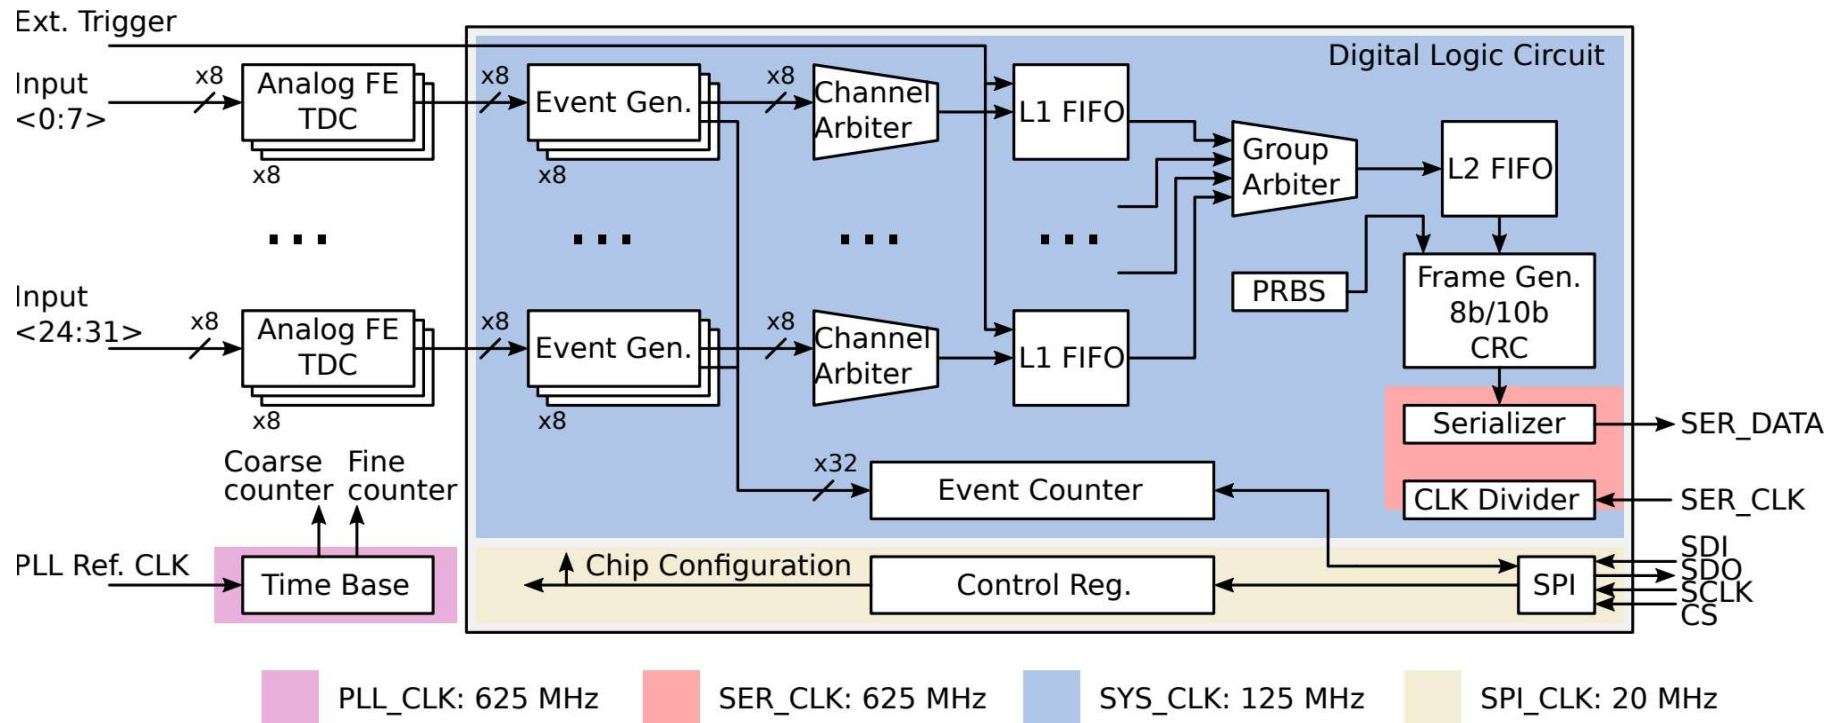 Ext. Trigger
Digital Logic Circuit
Input
<0:7>
x8
Analog FE
TDC
x8
x8
Event Gen.
x8
x8
Channel
Arbiter
L1 FIFO
Group
Arbiter
L2 FIFO
...
...
...
...
PRBS
Frame Gen.
8b/10b
CRC
Input
<24:31>
x8
Analog FE
TDC
x8
x8
Event Gen.
x8
x8
Channel
Arbiter
L1 FIFO
Serializer
SER_DATA
Coarse
counter
Fine
counter
x32
Event Counter
CLK Divider
SER_CLK
PLL Ref. CLK
Time Base
Chip Configuration
Control Reg.
SPI
SDI
SDO
SCLK
CS
PLL_CLK: 625 MHz
SER_CLK: 625 MHz
SYS_CLK: 125 MHz
SPI_CLK: 20 MHz